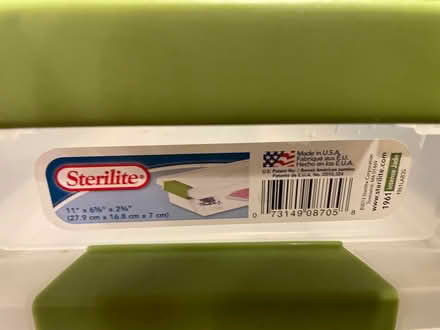 Sterilite®
11" x 6⅝" x 2¾"
(27.9 cm x 16.8 cm x 7 cm)
Made in U.S.A.
Fabriqué aux É.U.
Hecho en los E.U.A.
0 73149 08705 8
www.sterilite.com
1961